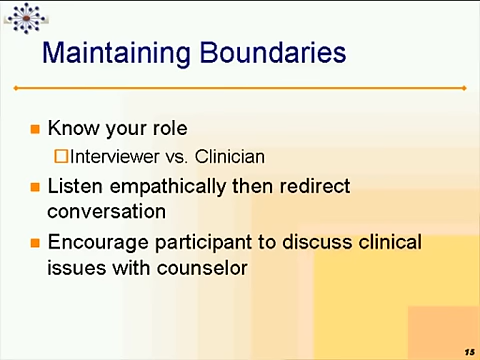 Maintaining Boundaries
Know your role
Interviewer vs. Clinician
Listen empathically then redirect
conversation
Encourage participant to discuss clinical
issues with counselor
15